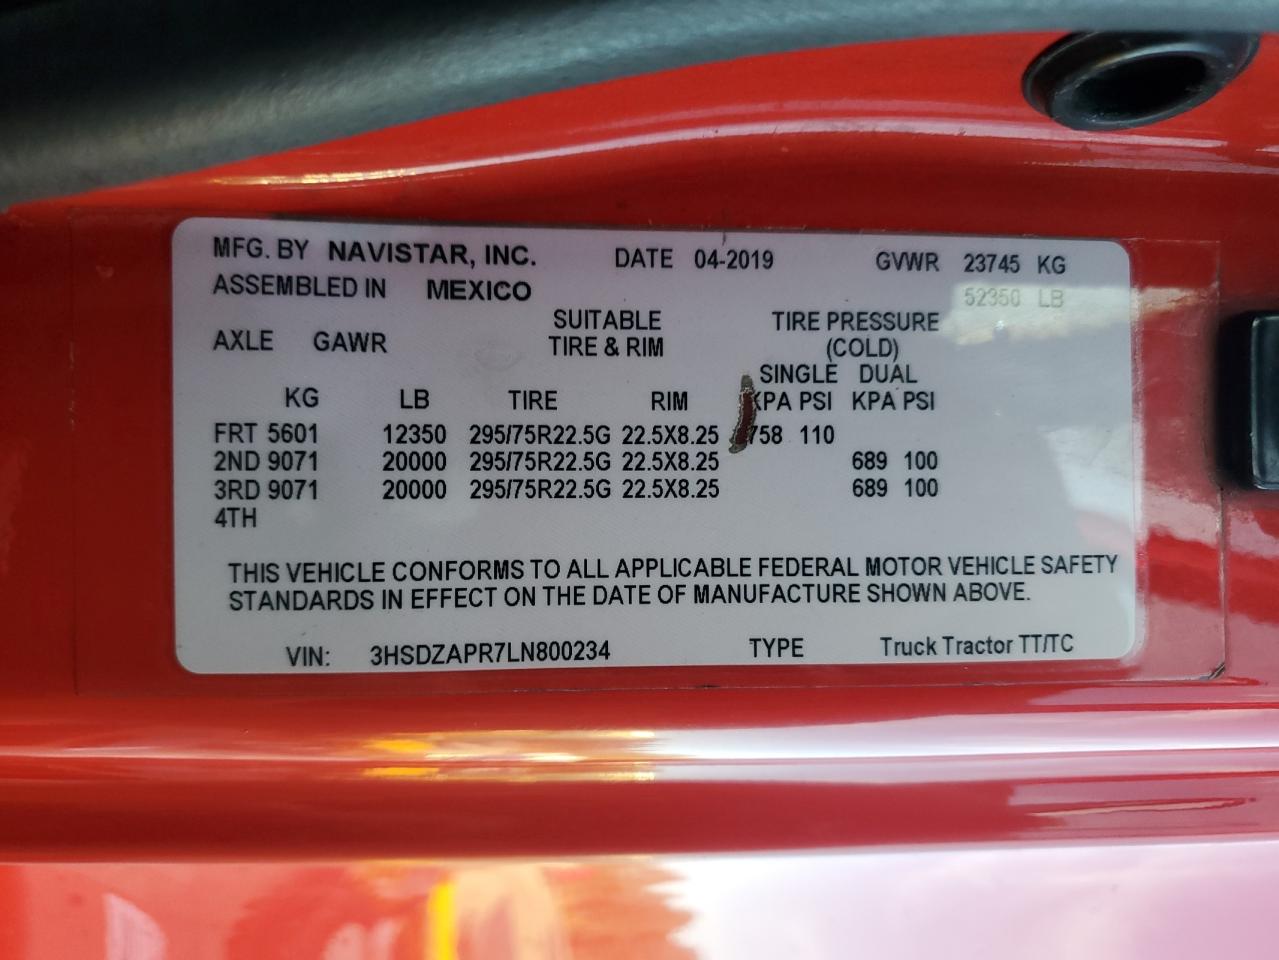 MFG. BY NAVISTAR, INC. DATE 04-2019 GVWR 23745 KG
ASSEMBLED IN MEXICO 52350 LB
AXLE GAWR SUITABLE TIRE PRESSURE
TIRE & RIM (COLD)
SINGLE DUAL
KG LB TIRE RIM KPA PSI KPA PSI
FRT 5601 12350 295/75R22.5G 22.5X8.25 758 110
2ND 9071 20000 295/75R22.5G 22.5X8.25 689 100
3RD 9071 20000 295/75R22.5G 22.5X8.25 689 100
4TH
THIS VEHICLE CONFORMS TO ALL APPLICABLE FEDERAL MOTOR VEHICLE SAFETY
STANDARDS IN EFFECT ON THE DATE OF MANUFACTURE SHOWN ABOVE.
VIN: 3HSDZAPR7LN800234 TYPE Truck Tractor TT/TC